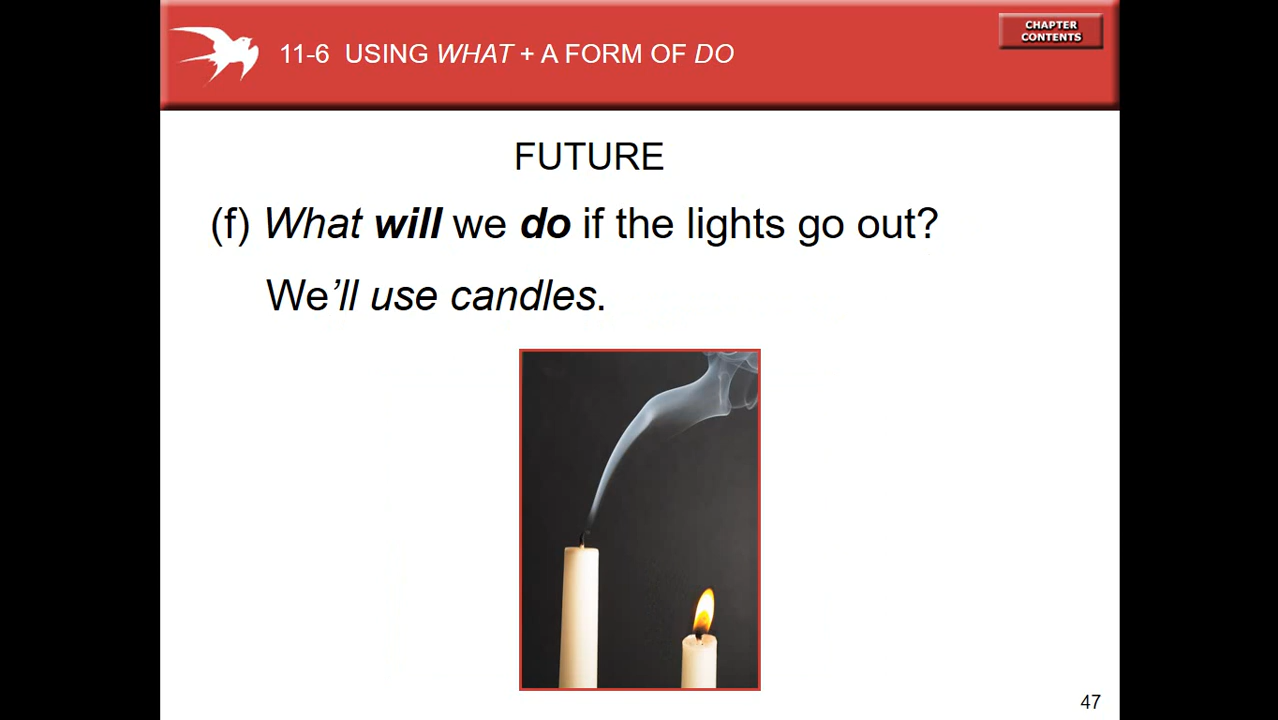 CHAPTER
CONTENTS
11-6 USING WHAT + A FORM OF DO
FUTURE
(f) What will we do if the lights go out?
We’ll use candles.
47